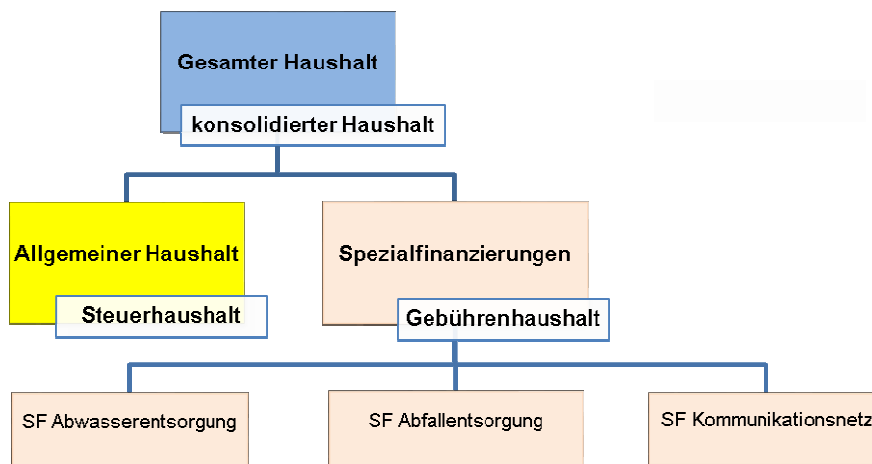 Gesamter Haushalt
konsolidierter Haushalt
Allgemeiner Haushalt
Steuerhaushalt
Spezialfinanzierungen
Gebührenhaushalt
SF Abwasserentsorgung
SF Abfallentsorgung
SF Kommunikationsnetz